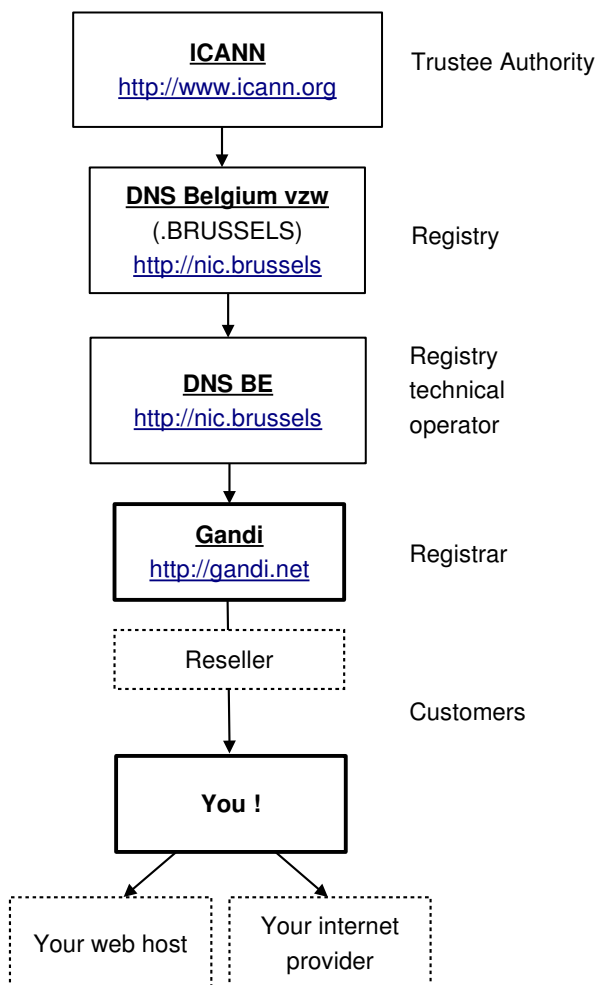 ICANN
http://www.icann.org
Trustee Authority
DNS Belgium vzw
(.BRUSSELS)
http://nic.brussels
Registry
DNS BE
http://nic.brussels
Registry
technical
operator
Gandi
http://gandi.net
Registrar
Reseller
Customers
You !
Your web host
Your internet
provider